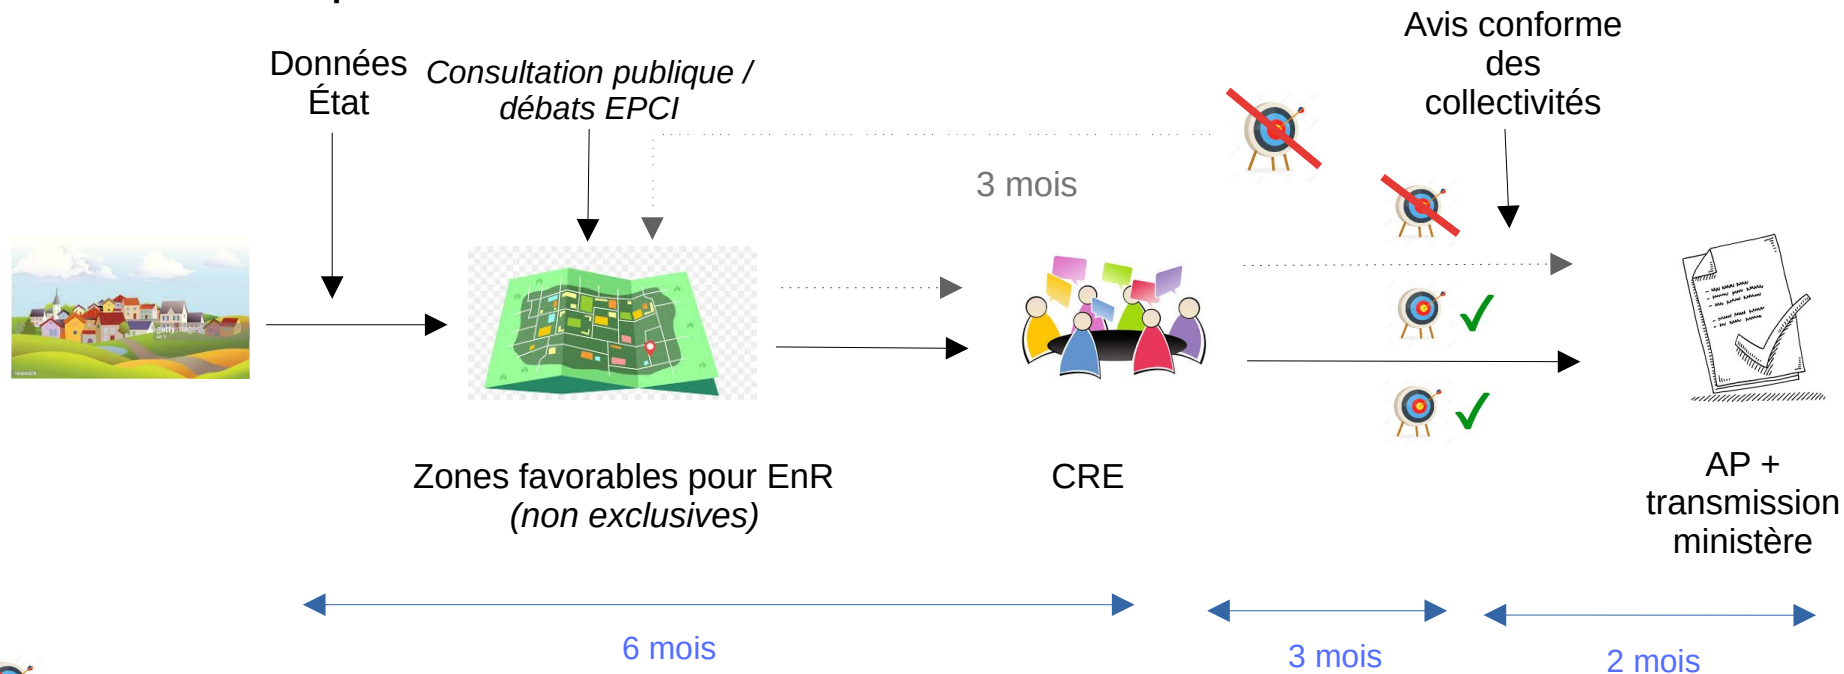 Données
État
Consultation publique /
débats EPCI
Avis conforme
des
collectivités
3 mois
gettyimages
Zones favorables pour EnR
(non exclusives)
CRE
AP +
transmission
ministère
6 mois
3 mois
2 mois